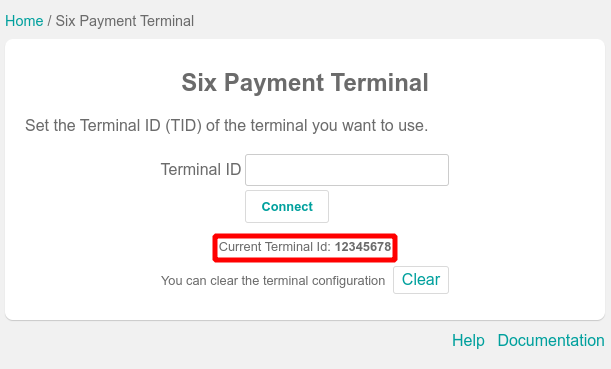 Home / Six Payment Terminal
Six Payment Terminal
Set the Terminal ID (TID) of the terminal you want to use.
Terminal ID
Connect
Current Terminal Id: 12345678
You can clear the terminal configuration Clear
Help Documentation